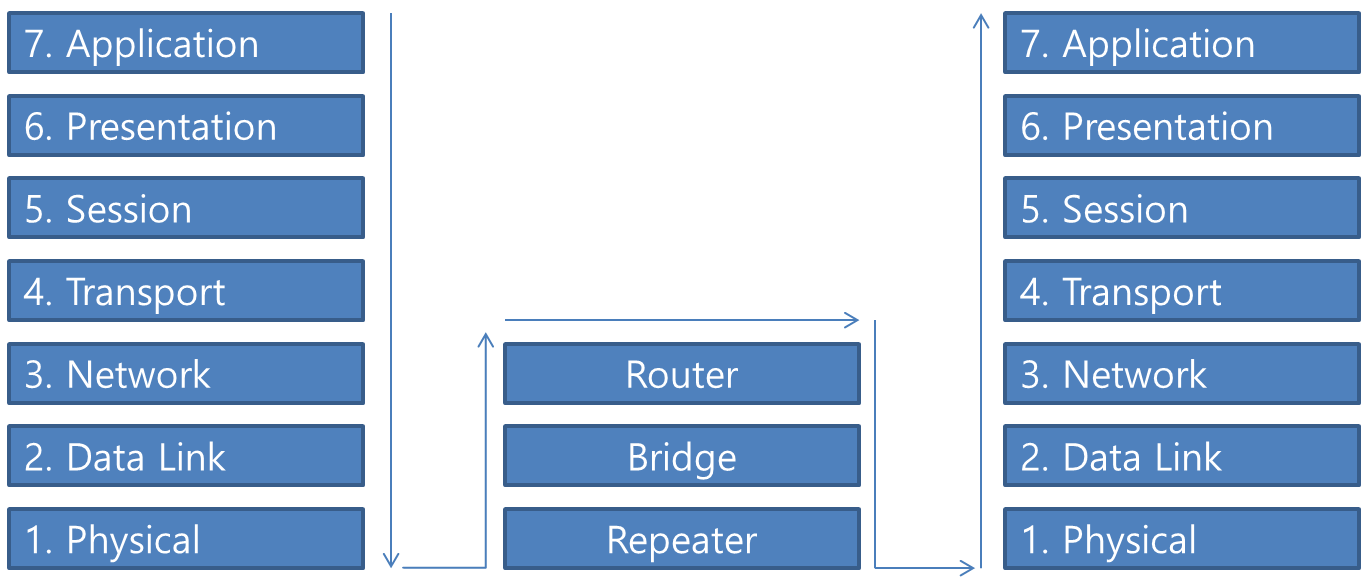 7. Application
6. Presentation
5. Session
4. Transport
3. Network
2. Data Link
1. Physical
Router
Bridge
Repeater
7. Application
6. Presentation
5. Session
4. Transport
3. Network
2. Data Link
1. Physical